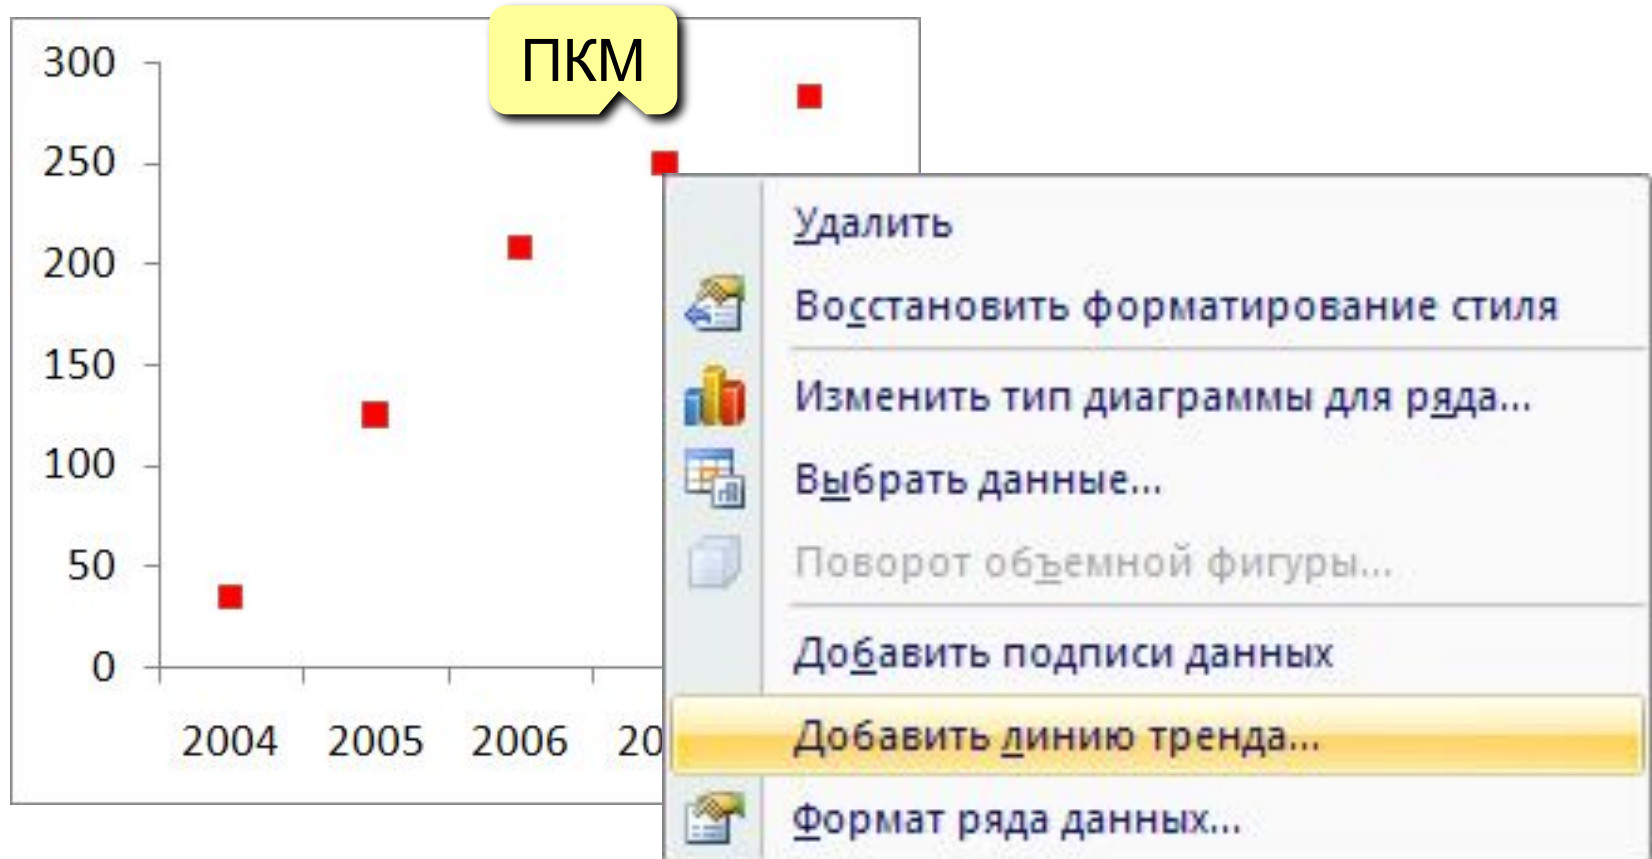 ПКМ
300
250
200
150
100
50
0
2004 2005 2006 20
Удалить
Восстановить форматирование стиля
Изменить тип диаграммы для ряда...
Выбрать данные...
Поворот объемной фигуры...
Добавить подписи данных
Добавить линию тренда...
Формат ряда данных...